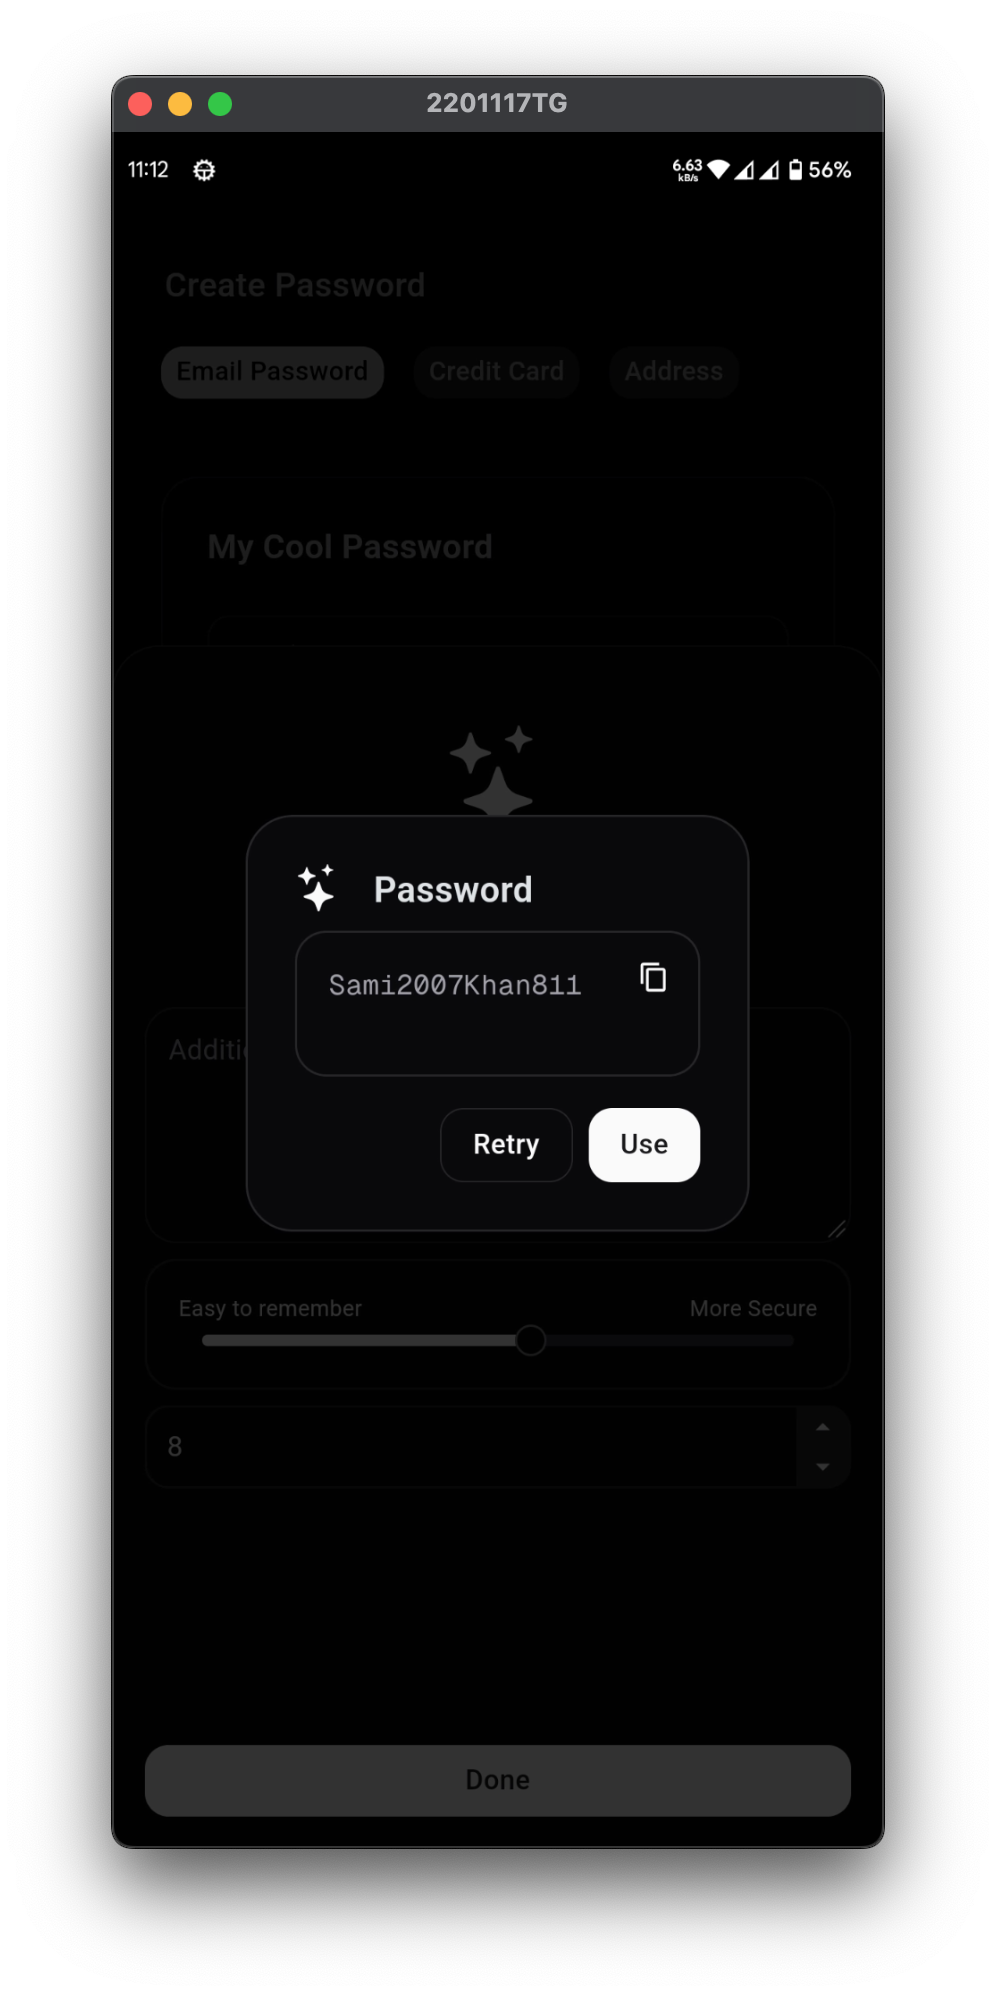 2201117TG
11:12
6.63
kB/s
56%
Create Password
Email Password
Credit Card
Address
My Cool Password
Password
Sami2007Khan811
Retry
Use
Easy to remember
More Secure
8
Done